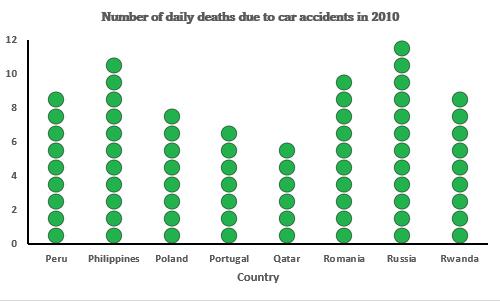 Number of daily deaths due to car accidents in 2010
12
10
8
6
4
2
0
Peru Philippines Poland Portugal Qatar Romania Russia Rwanda
Country